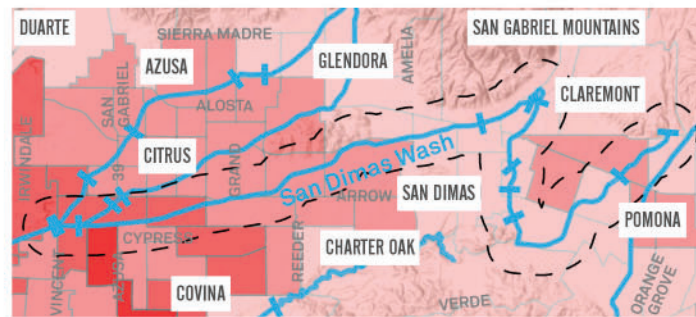 DUARTE
SIERRA MADRE
SAN GABRIEL MOUNTAINS
AZUSA
GLENDORA
AMELIA
SAN GABRIEL
ALOSTA
CLAREMONT
IRWINDALE
CITRUS
39
GRAND
San Dimas Wash
ARROW
SAN DIMAS
POMONA
CYPRESS
REEDER
CHARTER OAK
VINCENT
AZUSA
COVINA
VERDE
ORANGE
GROVE